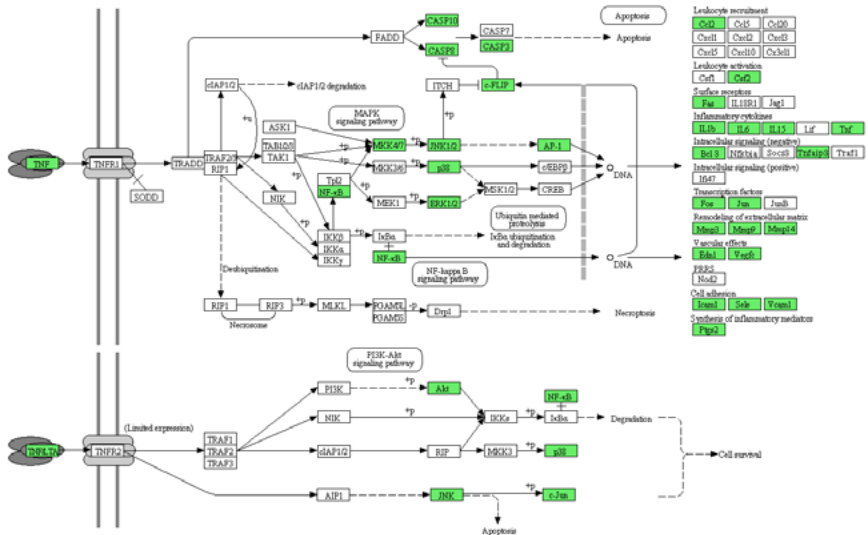 CASP10
CASP7
Apoptosis
FADD
CASP8
CASP3
Apoptosis
cIAP1/2
cIAP1/2 degradation
ITCH
c-FLIP
+u
MAPK
signaling pathway
+p
ASK1
+p
TNF
TNFR1
TRADD
TRAF2/5
RIP1
TAB1/2/3
TAK1
MKK4/7
JNK1/2
AP-1
MKK3/6
p38
c/EBPβ
DNA
SODD
NIK
Tpl2
NF-κB
+p
+p
MEK1
ERK1/2
MSK1/2
CREB
+p
Ubiquitin mediated
proteolysis
IKKβ
IKKα
IKKγ
+p
IκBα
IκBα ubiquitination
and degradation
NF-κB
DNA
NF-kappa B
signaling pathway
Deubiquitination
RIP1
RIP3
+p
MLKL
+p
PGAM5L
PGAM5S
-p
Drp1
Necroptosis
Necrosome
Leukocyte recruitment
Ccl2 Ccl5 Ccl20
Cxcl1 Cxcl2 Cxcl3
Cxcl5 Cxcl10 Cx3cl1
Leukocyte activation
Csf1 Csf2
Surface receptors
Fas IL18R1 Jag1
Inflammatory cytokines
IL1b IL6 IL15 Lif Tnf
Intracellular signaling (negative)
Bcl3 Nfkbia Socs3 Tnfaip3 Traf1
Intracellular signaling (positive)
Ifi47
Transcription factors
Fos Jun JunB
Remodeling of extracellular matrix
Mmp3 Mmp9 Mmp14
Vascular effects
Edn1 Vegfc
PRRS
Nod2
Cell adhesion
Icam1 Sele Vcam1
Synthesis of inflammatory mediators
Ptgs2
PI3K-Akt
signaling pathway
+p
PI3K
Akt
NF-κB
(Limited expression)
NIK
+p
IKKs
+p
IκBα
Degradation
LTA
TNFR2
TRAF1
TRAF2
TRAF3
cIAP1/2
RIP
+p
MKK3
+p
p38
Cell survival
AIP1
+p
JNK
+p
c-Jun
Apoptosis